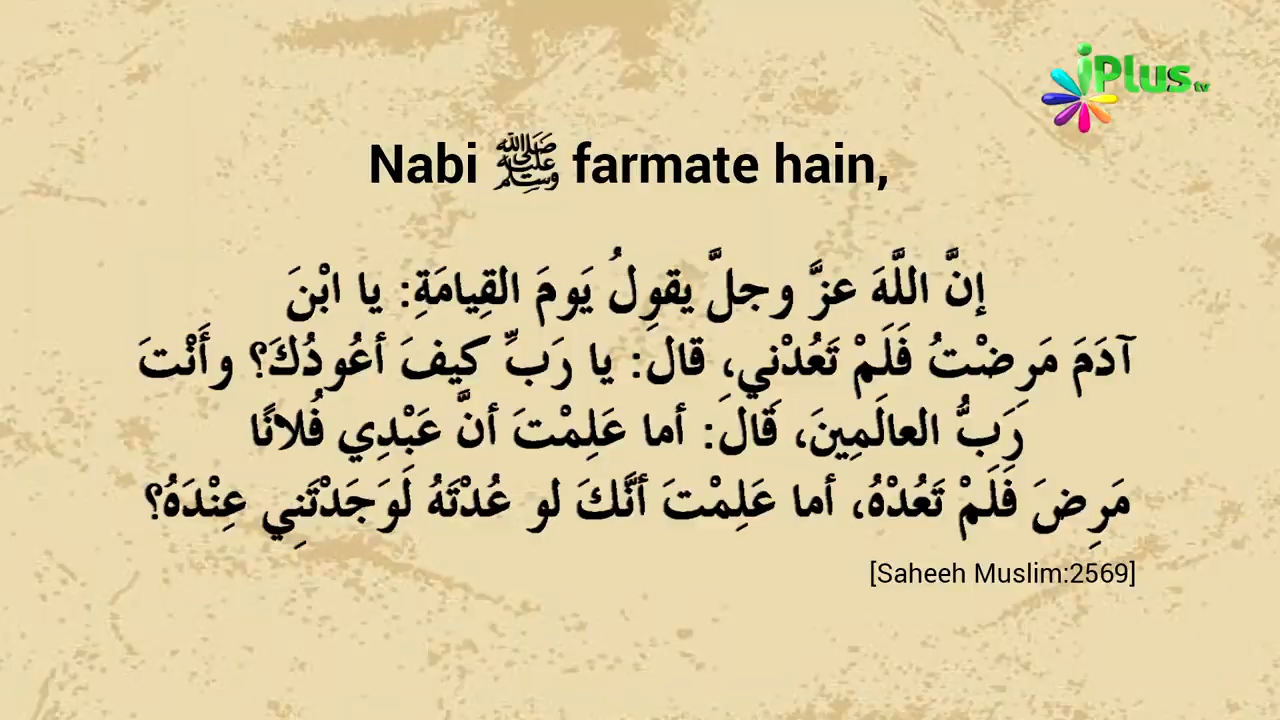 iPlus tv
Nabi ﷺ farmate hain,
إنَّ اللَّهَ عزَّ وجلَّ يقولُ يَومَ القِيامَةِ: يا ابْنَ
آدَمَ مَرِضْتُ فَلَمْ تَعُدْنِي، قالَ: يا رَبِّ كيفَ أعُودُكَ؟ وأَنْتَ
رَبُّ العالَمِينَ، قالَ: أما عَلِمْتَ أنَّ عَبْدِي فُلانًا
مَرِضَ فَلَمْ تَعُدْهُ، أما عَلِمْتَ أنَّكَ لو عُدْتَهُ لَوَجَدْتَنِي عِنْدَهُ؟
[Saheeh Muslim:2569]